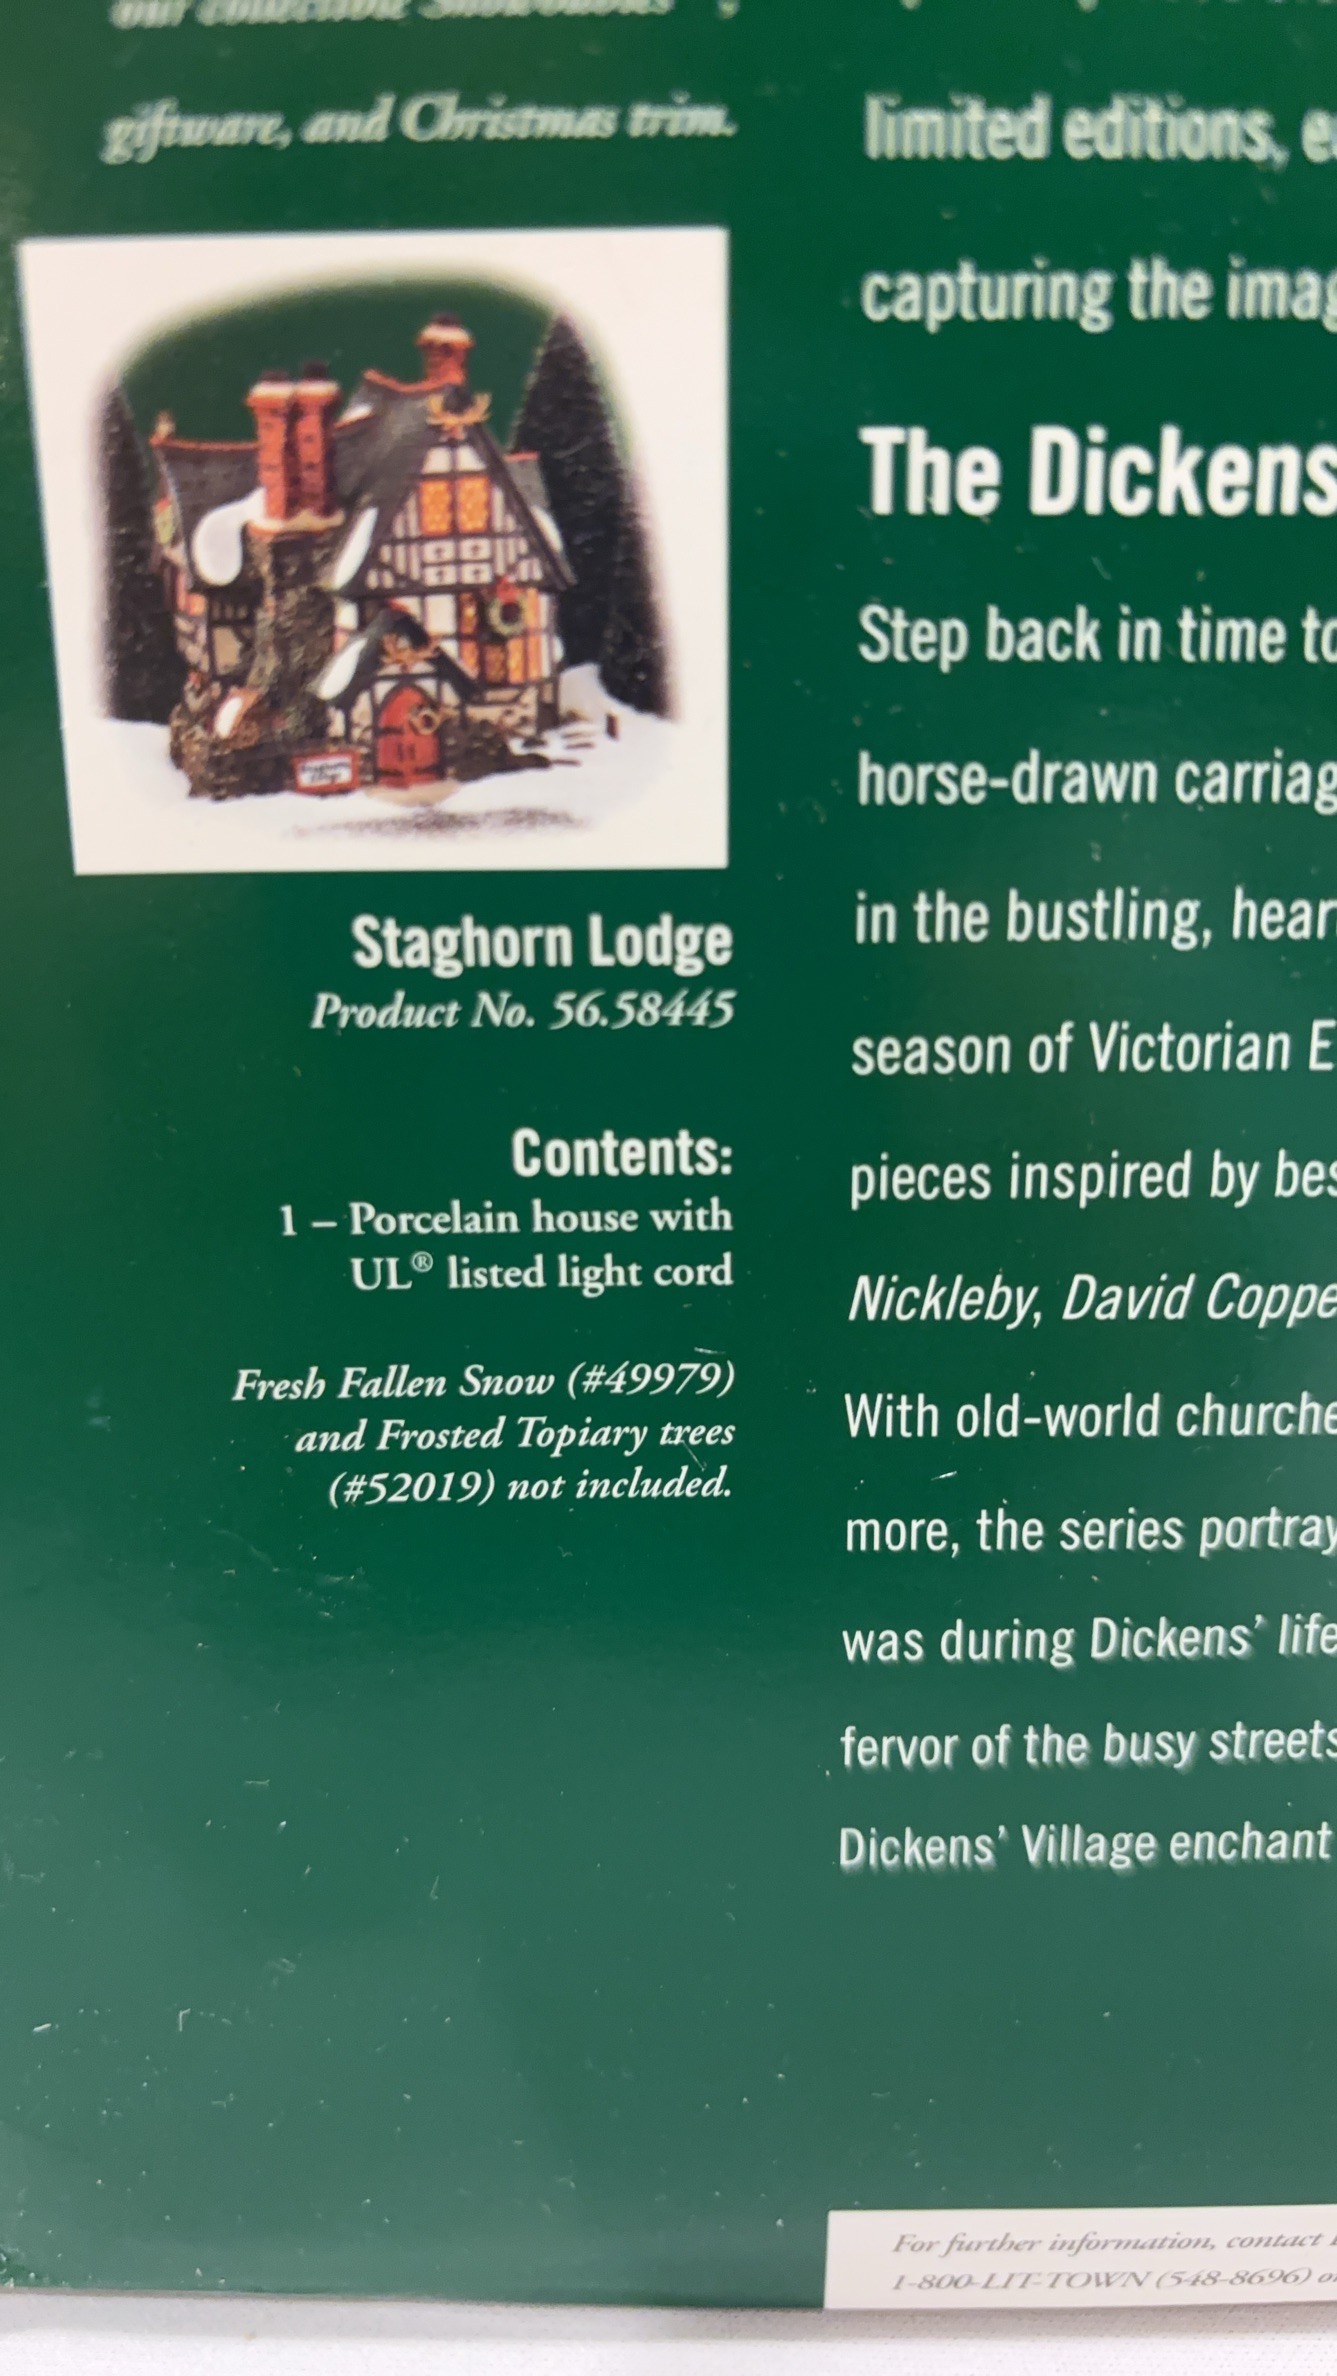 giftware, and Christmas trim.
Staghorn Lodge
Product No. 56.58445
Contents:
1 – Porcelain house with
UL® listed light cord
Fresh Fallen Snow (#49979)
and Frosted Topiary trees
(#52019) not included.
limited editions,
capturing the
The Dickens
Step back in time
horse-drawn
in the bustling,
season of Victorian
pieces inspired by
Nickleby, David
With old-world
more, the series
was during Dickens'
fervor of the busy streets
Dickens' Village enchant
For further information, contact
1-800-LIT-TOWN (548-8696)